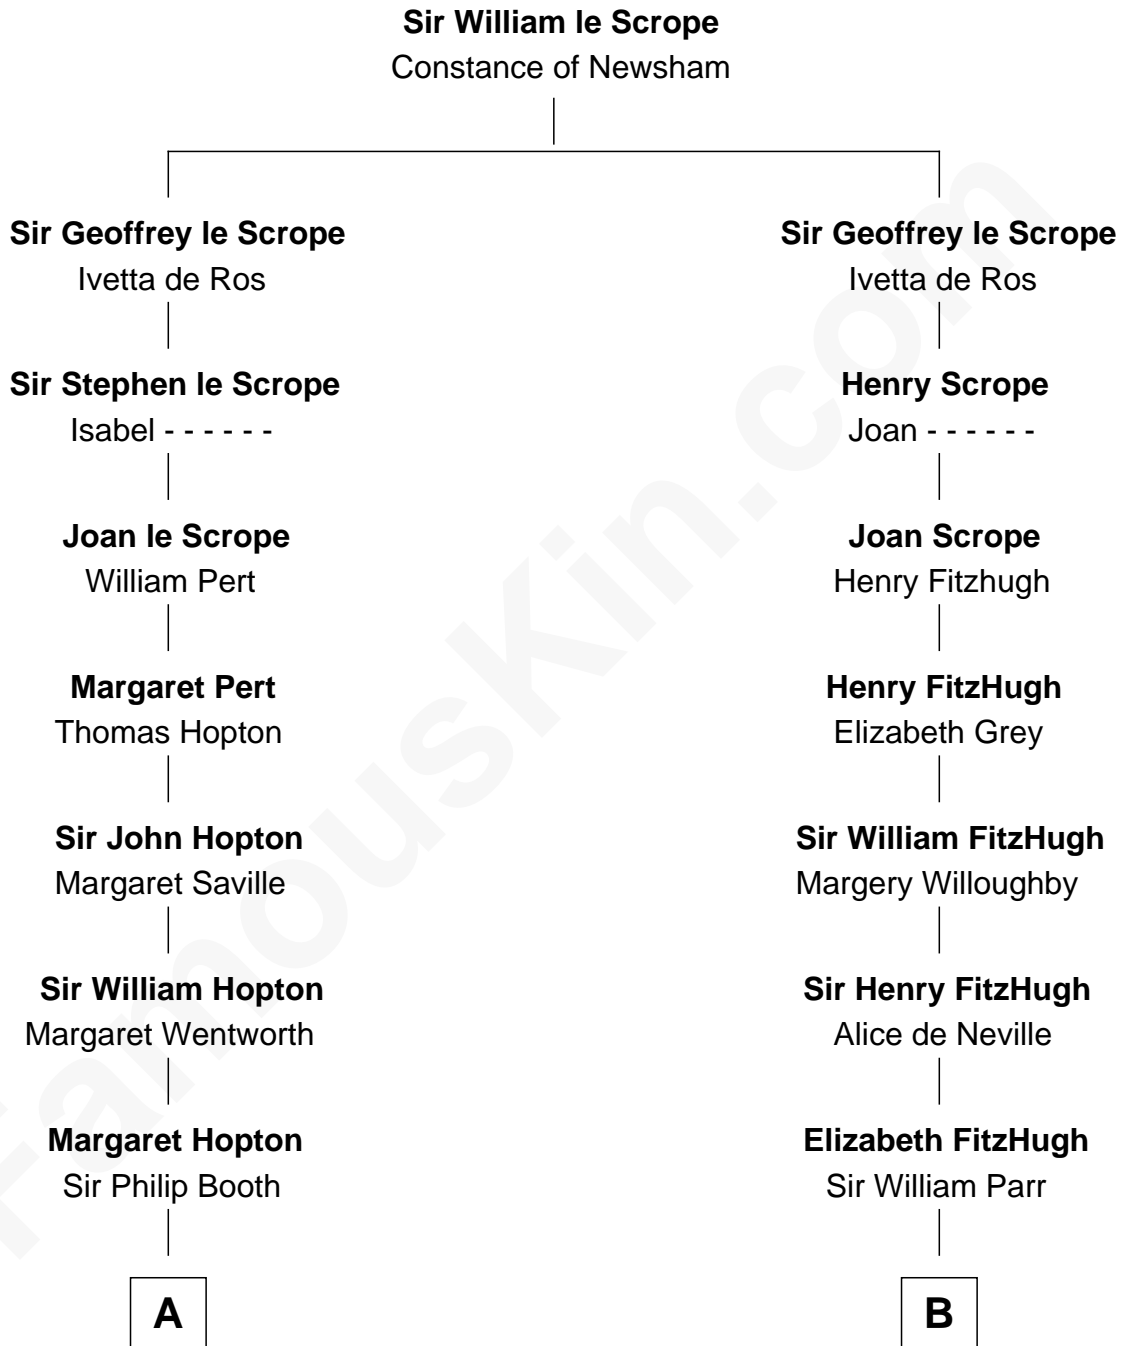 Sir William le Scrope
Constance of Newsham
Sir Geoffrey le Scrope
Ivetta de Ros
Sir Geoffrey le Scrope
Ivetta de Ros
Sir Stephen le Scrope
Isabel - - - - - -
Henry Scrope
Joan - - - - - -
Joan le Scrope
William Pert
Joan Scrope
Henry Fitzhugh
Margaret Pert
Thomas Hopton
Henry FitzHugh
Elizabeth Grey
Sir John Hopton
Margaret Saville
Sir William FitzHugh
Margery Willoughby
Sir William Hopton
Margaret Wentworth
Sir Henry FitzHugh
Alice de Neville
Margaret Hopton
Sir Philip Booth
Elizabeth FitzHugh
Sir William Parr
A
B
FamousKin.com